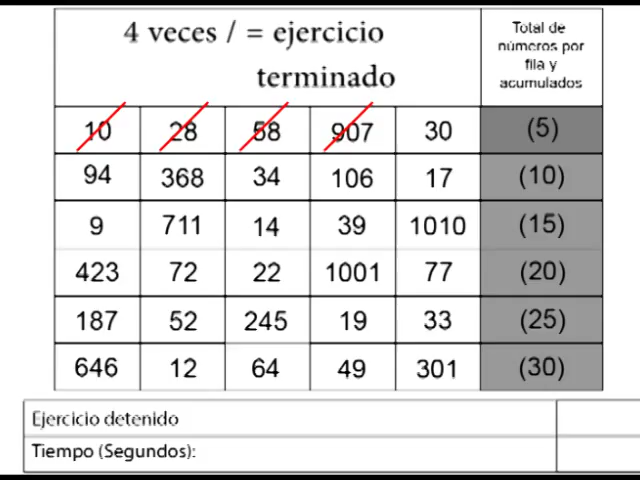 4 veces / = ejercicio
terminado
Total de
números por
fila y
acumulados
10 28 58 907 30 (5)
94 368 34 106 17 (10)
9 711 14 39 1010 (15)
423 72 22 1001 77 (20)
187 52 245 19 33 (25)
646 12 64 49 301 (30)
Ejercicio detenido
Tiempo (Segundos):